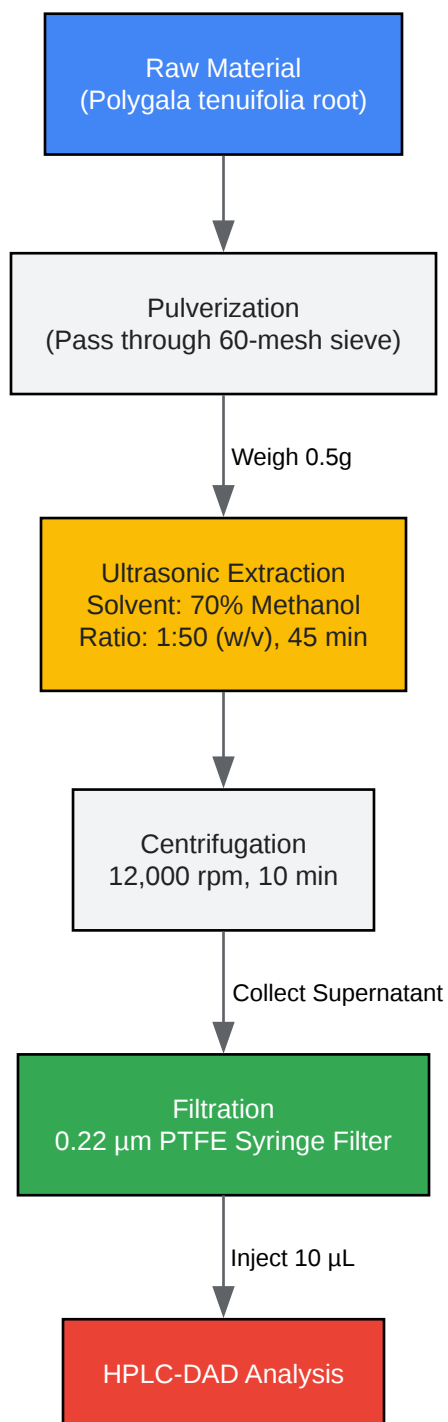 Raw Material
(Polygala tenuifolia root)
Pulverization
(Pass through 60-mesh sieve)
Weigh 0.5g
Ultrasonic Extraction
Solvent: 70% Methanol
Ratio: 1:50 (w/v), 45 min
Centrifugation
12,000 rpm, 10 min
Collect Supernatant
Filtration
0.22 µm PTFE Syringe Filter
Inject 10 µL
HPLC-DAD Analysis